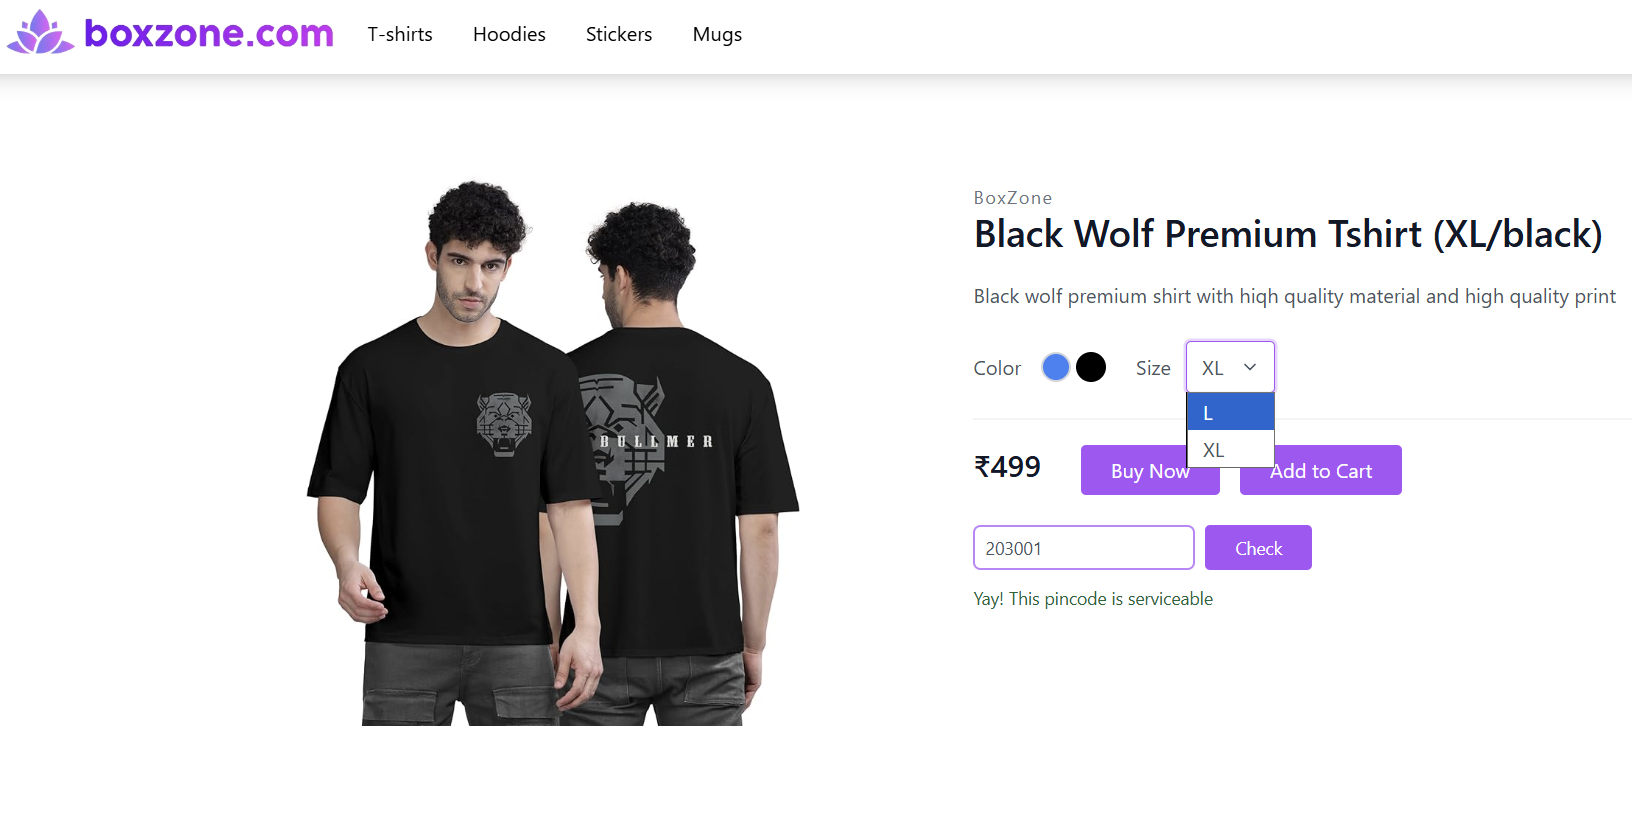 boxzone.com
T-shirts
Hoodies
Stickers
Mugs
BULLMER
BoxZone
Black Wolf Premium Tshirt (XL/black)
Black wolf premium shirt with hiqh quality material and high quality print
Color
Size
XL
L
XL
₹499
Buy Now
Add to Cart
203001
Check
Yay! This pincode is serviceable